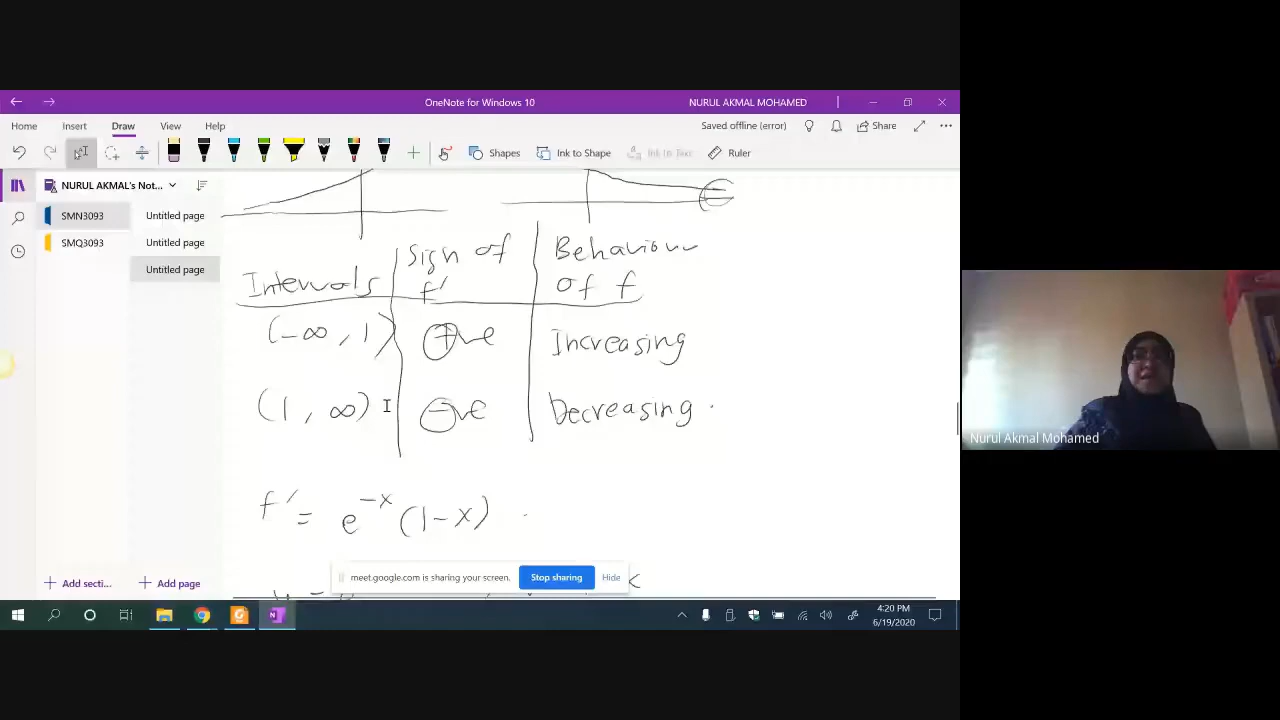 OneNote for Windows 10
NURUL AKMAL MOHAMED
Home Insert Draw View Help
Saved offline (error)
Share
Shapes
Ink to Shape
Ink to Text
Ruler
NURUL AKMAL's Not...
SMN3093
SMQ3093
Untitled page
Untitled page
Untitled page
Intervals
Sign of
f'
Behaviour
of f
(-∞, 1)
+ve
Increasing
(1, ∞)
-ve
Decreasing
f' = e^{-x} (1-x)
meet.google.com is sharing your screen.
Stop sharing
Hide
Add secti...
Add page
4:20 PM
6/19/2020
Nurul Akmal Mohamed